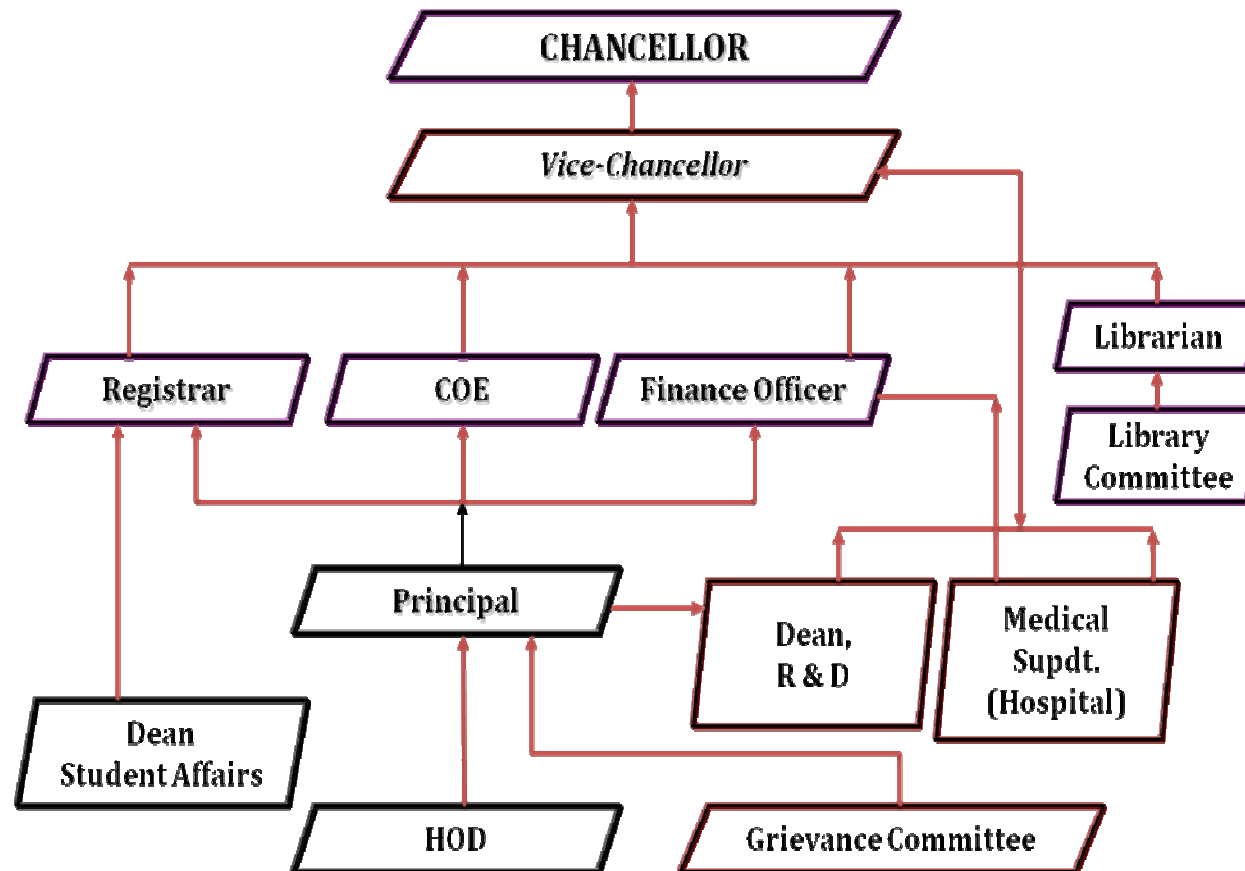 CHANCELLOR
Vice-Chancellor
Librarian
Registrar
COE
Finance Officer
Library
Committee
Principal
Dean,
R & D
Medical
Supdt.
(Hospital)
Dean
Student Affairs
HOD
Grievance Committee